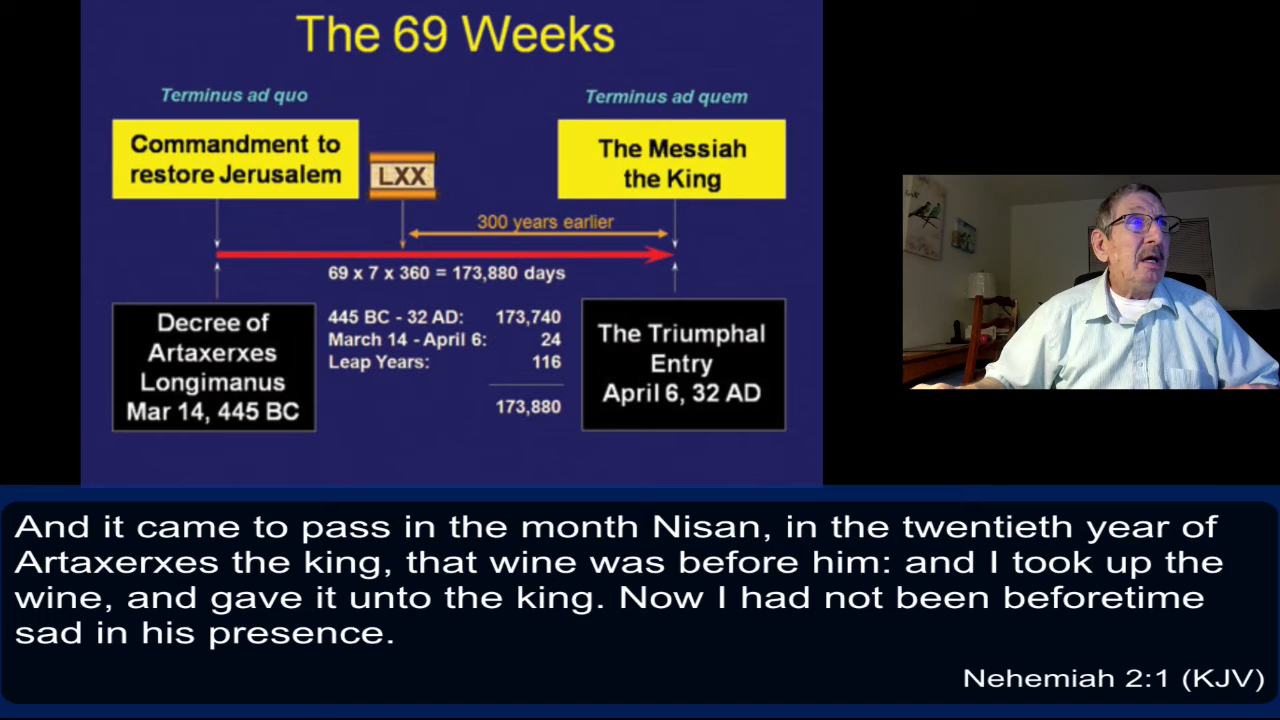 The 69 Weeks
Terminus ad quo
Terminus ad quem
Commandment to
restore Jerusalem
LXX
The Messiah
the King
300 years earlier
69 x 7 x 360 = 173,880 days
Decree of
Artaxerxes
Longimanus
Mar 14, 445 BC
445 BC - 32 AD: 173,740
March 14 - April 6: 24
Leap Years: 116
173,880
The Triumphal
Entry
April 6, 32 AD
And it came to pass in the month Nisan, in the twentieth year of
Artaxerxes the king, that wine was before him: and I took up the
wine, and gave it unto the king. Now I had not been beforetime
sad in his presence.
Nehemiah 2:1 (KJV)